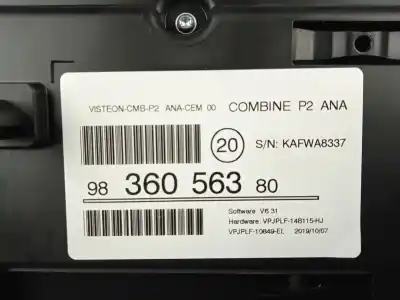 VISTEON-CMB-P2 ANA-CEM 00 COMBINE P2 ANA
20 S/N: KAFWA8337
98 360 563 80
Software V6.31
Hardware: VPJPLF-14B115-HJ
VPJPLF-10849-EL 2019/10/07